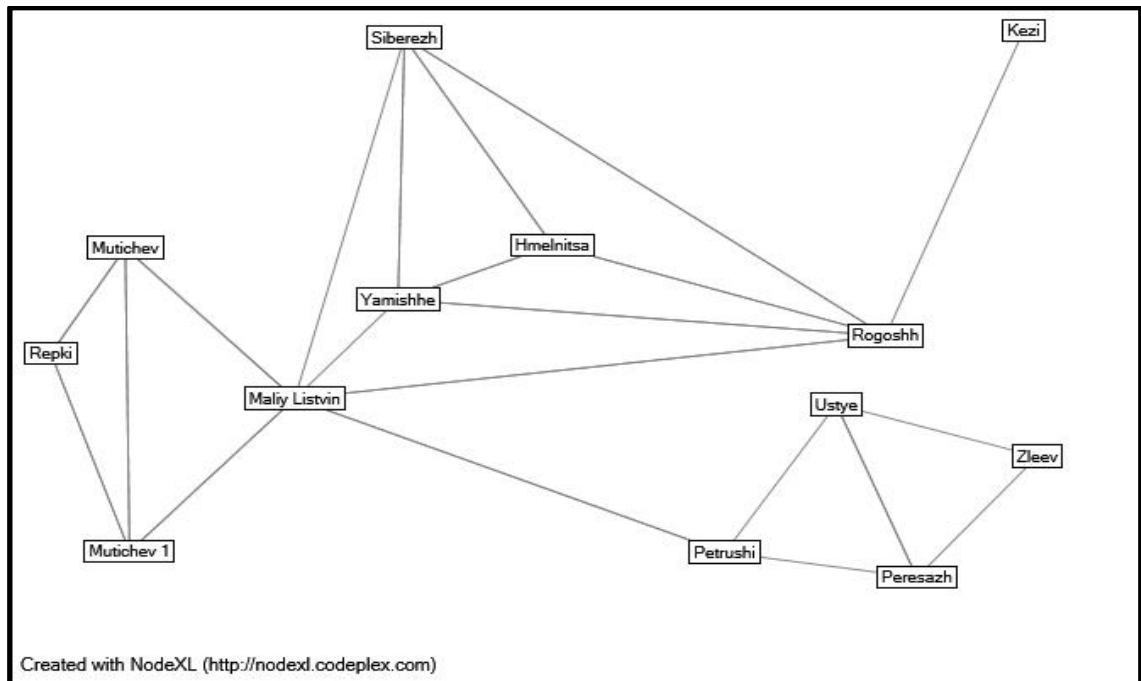 Siberezh
Kezi
Mutichev
Hmelnitsa
Yamishhe
Rogoshh
Repki
Maliy Listvin
Ustye
Zleev
Mutichev 1
Petrushi
Peresazh
Created with NodeXL (http://nodexl.codeplex.com)